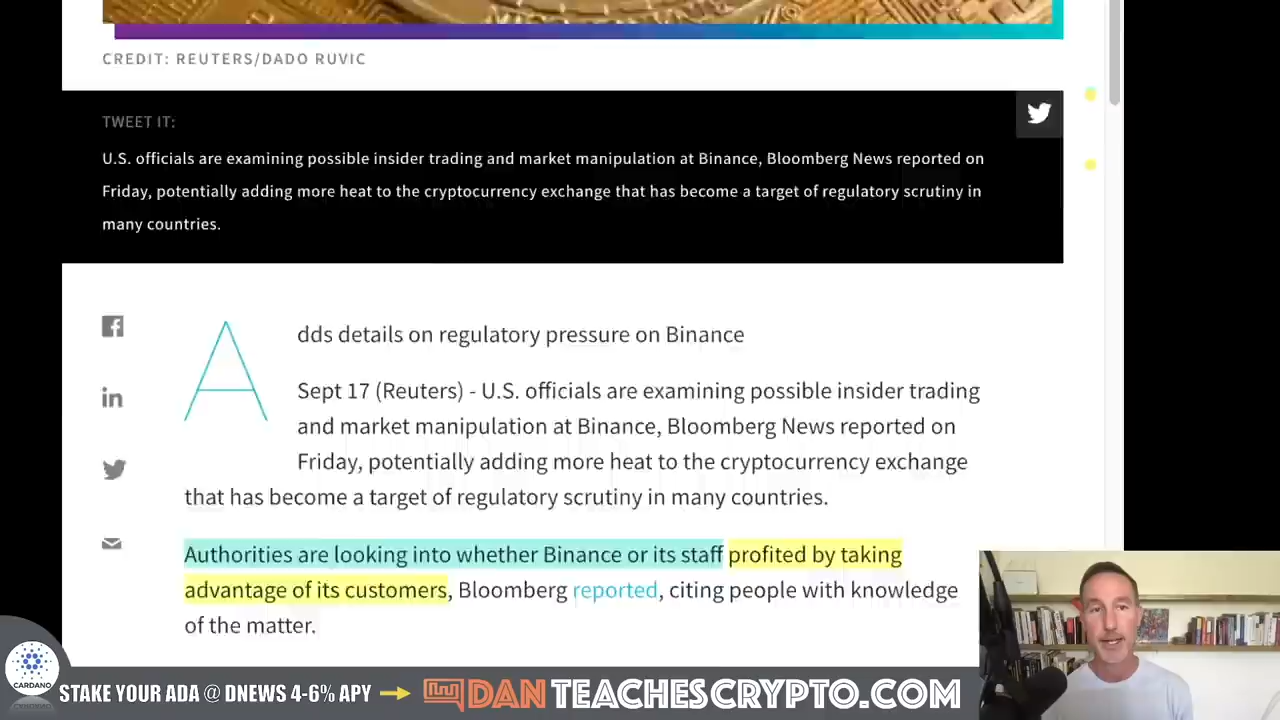 CREDIT: REUTERS/DADO RUVIC
TWEET IT:
U.S. officials are examining possible insider trading and market manipulation at Binance, Bloomberg News reported on
Friday, potentially adding more heat to the cryptocurrency exchange that has become a target of regulatory scrutiny in
many countries.
Adds details on regulatory pressure on Binance
Sept 17 (Reuters) - U.S. officials are examining possible insider trading
and market manipulation at Binance, Bloomberg News reported on
Friday, potentially adding more heat to the cryptocurrency exchange
that has become a target of regulatory scrutiny in many countries.
Authorities are looking into whether Binance or its staff profited by taking
advantage of its customers, Bloomberg reported, citing people with knowledge
of the matter.
CARDANO
STAKE YOUR ADA @ DNEWS 4-6% APY
DANTEACHESCRYPTO.COM